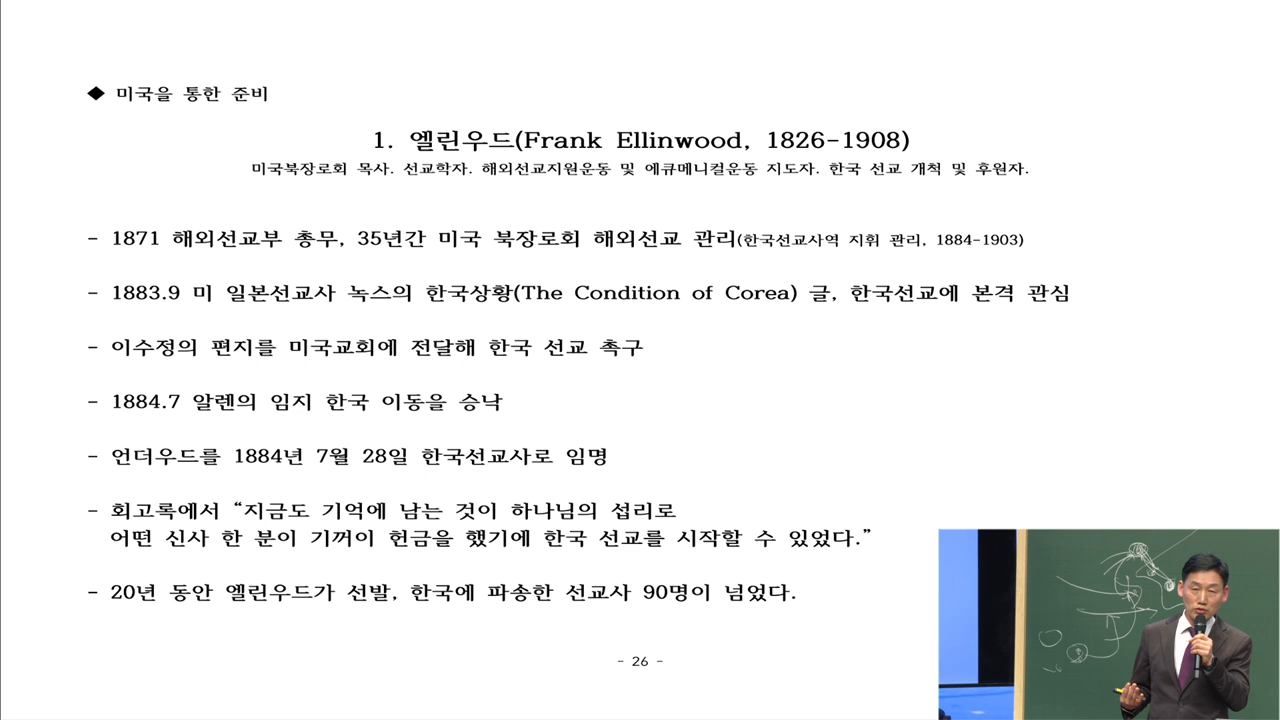 ◆ 미국을 통한 준비
1. 엘린우드(Frank Ellinwood, 1826-1908)
미국북장로회 목사. 선교학자. 해외선교지원운동 및 에큐메니컬운동 지도자. 한국 선교 개척 및 후원자.
- 1871 해외선교부 총무, 35년간 미국 북장로회 해외선교 관리(한국선교사역 지휘 관리, 1884-1903)
- 1883.9 미 일본선교사 녹스의 한국상황(The Condition of Corea) 글, 한국선교에 본격 관심
- 이수정의 편지를 미국교회에 전달해 한국 선교 촉구
- 1884.7 알렌의 임지 한국 이동을 승낙
- 언더우드를 1884년 7월 28일 한국선교사로 임명
- 회고록에서 “지금도 기억에 남는 것이 하나님의 섭리로
어떤 신사 한 분이 기꺼이 헌금을 했기에 한국 선교를 시작할 수 있었다.”
- 20년 동안 엘린우드가 선발, 한국에 파송한 선교사 90명이 넘었다.
- 26 -